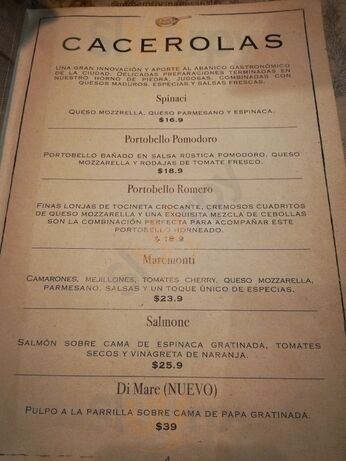 CACEROLAS
UNA GRAN INNOVACIÓN Y APORTE AL ABANICO GASTRONÓMICO
DE LA CIUDAD. DELICADAS PREPARACIONES TERMINADAS EN
NUESTRO HORNO DE PIEDRA, JUGOSAS, COMBINADAS CON
QUESOS MADUROS, ESPECIAS Y SALSAS FRESCAS.
Spinaci
QUESO MOZZRELLA, QUESO PARMESANO Y ESPINACA.
$16.9
Portobello Pomodoro
PORTOBELLO BAÑADO EN SALSA RÚSTICA POMODORO, QUESO
MOZZARELLA Y RODAJAS DE TOMATE FRESCO.
$18.9
Portobello Romero
FINAS LONJAS DE TOCINETA CROCANTE, CREMOSOS CUADRITOS
DE QUESO MOZZARELLA Y UNA EXQUISITA MEZCLA DE CEBOLLAS
SON LA COMBINACIÓN PERFECTA PARA ACOMPAÑAR ESTE
PORTOBELLO HORNEADO.
$ 18.9
Maremonti
CAMARONES, MEJILLONES, TOMATES CHERRY, QUESO MOZZARELLA,
PARMESANO, SALSAS Y UN TOQUE ÚNICO DE ESPECIAS.
$23.9
Salmone
SALMÓN SOBRE CAMA DE ESPINACA GRATINADA, TOMATES
SECOS Y VINAGRETA DE NARANJA.
$25.9
Di Mare (NUEVO)
PULPO A LA PARRILLA SOBRE CAMA DE PAPA GRATINADA.
$39
4